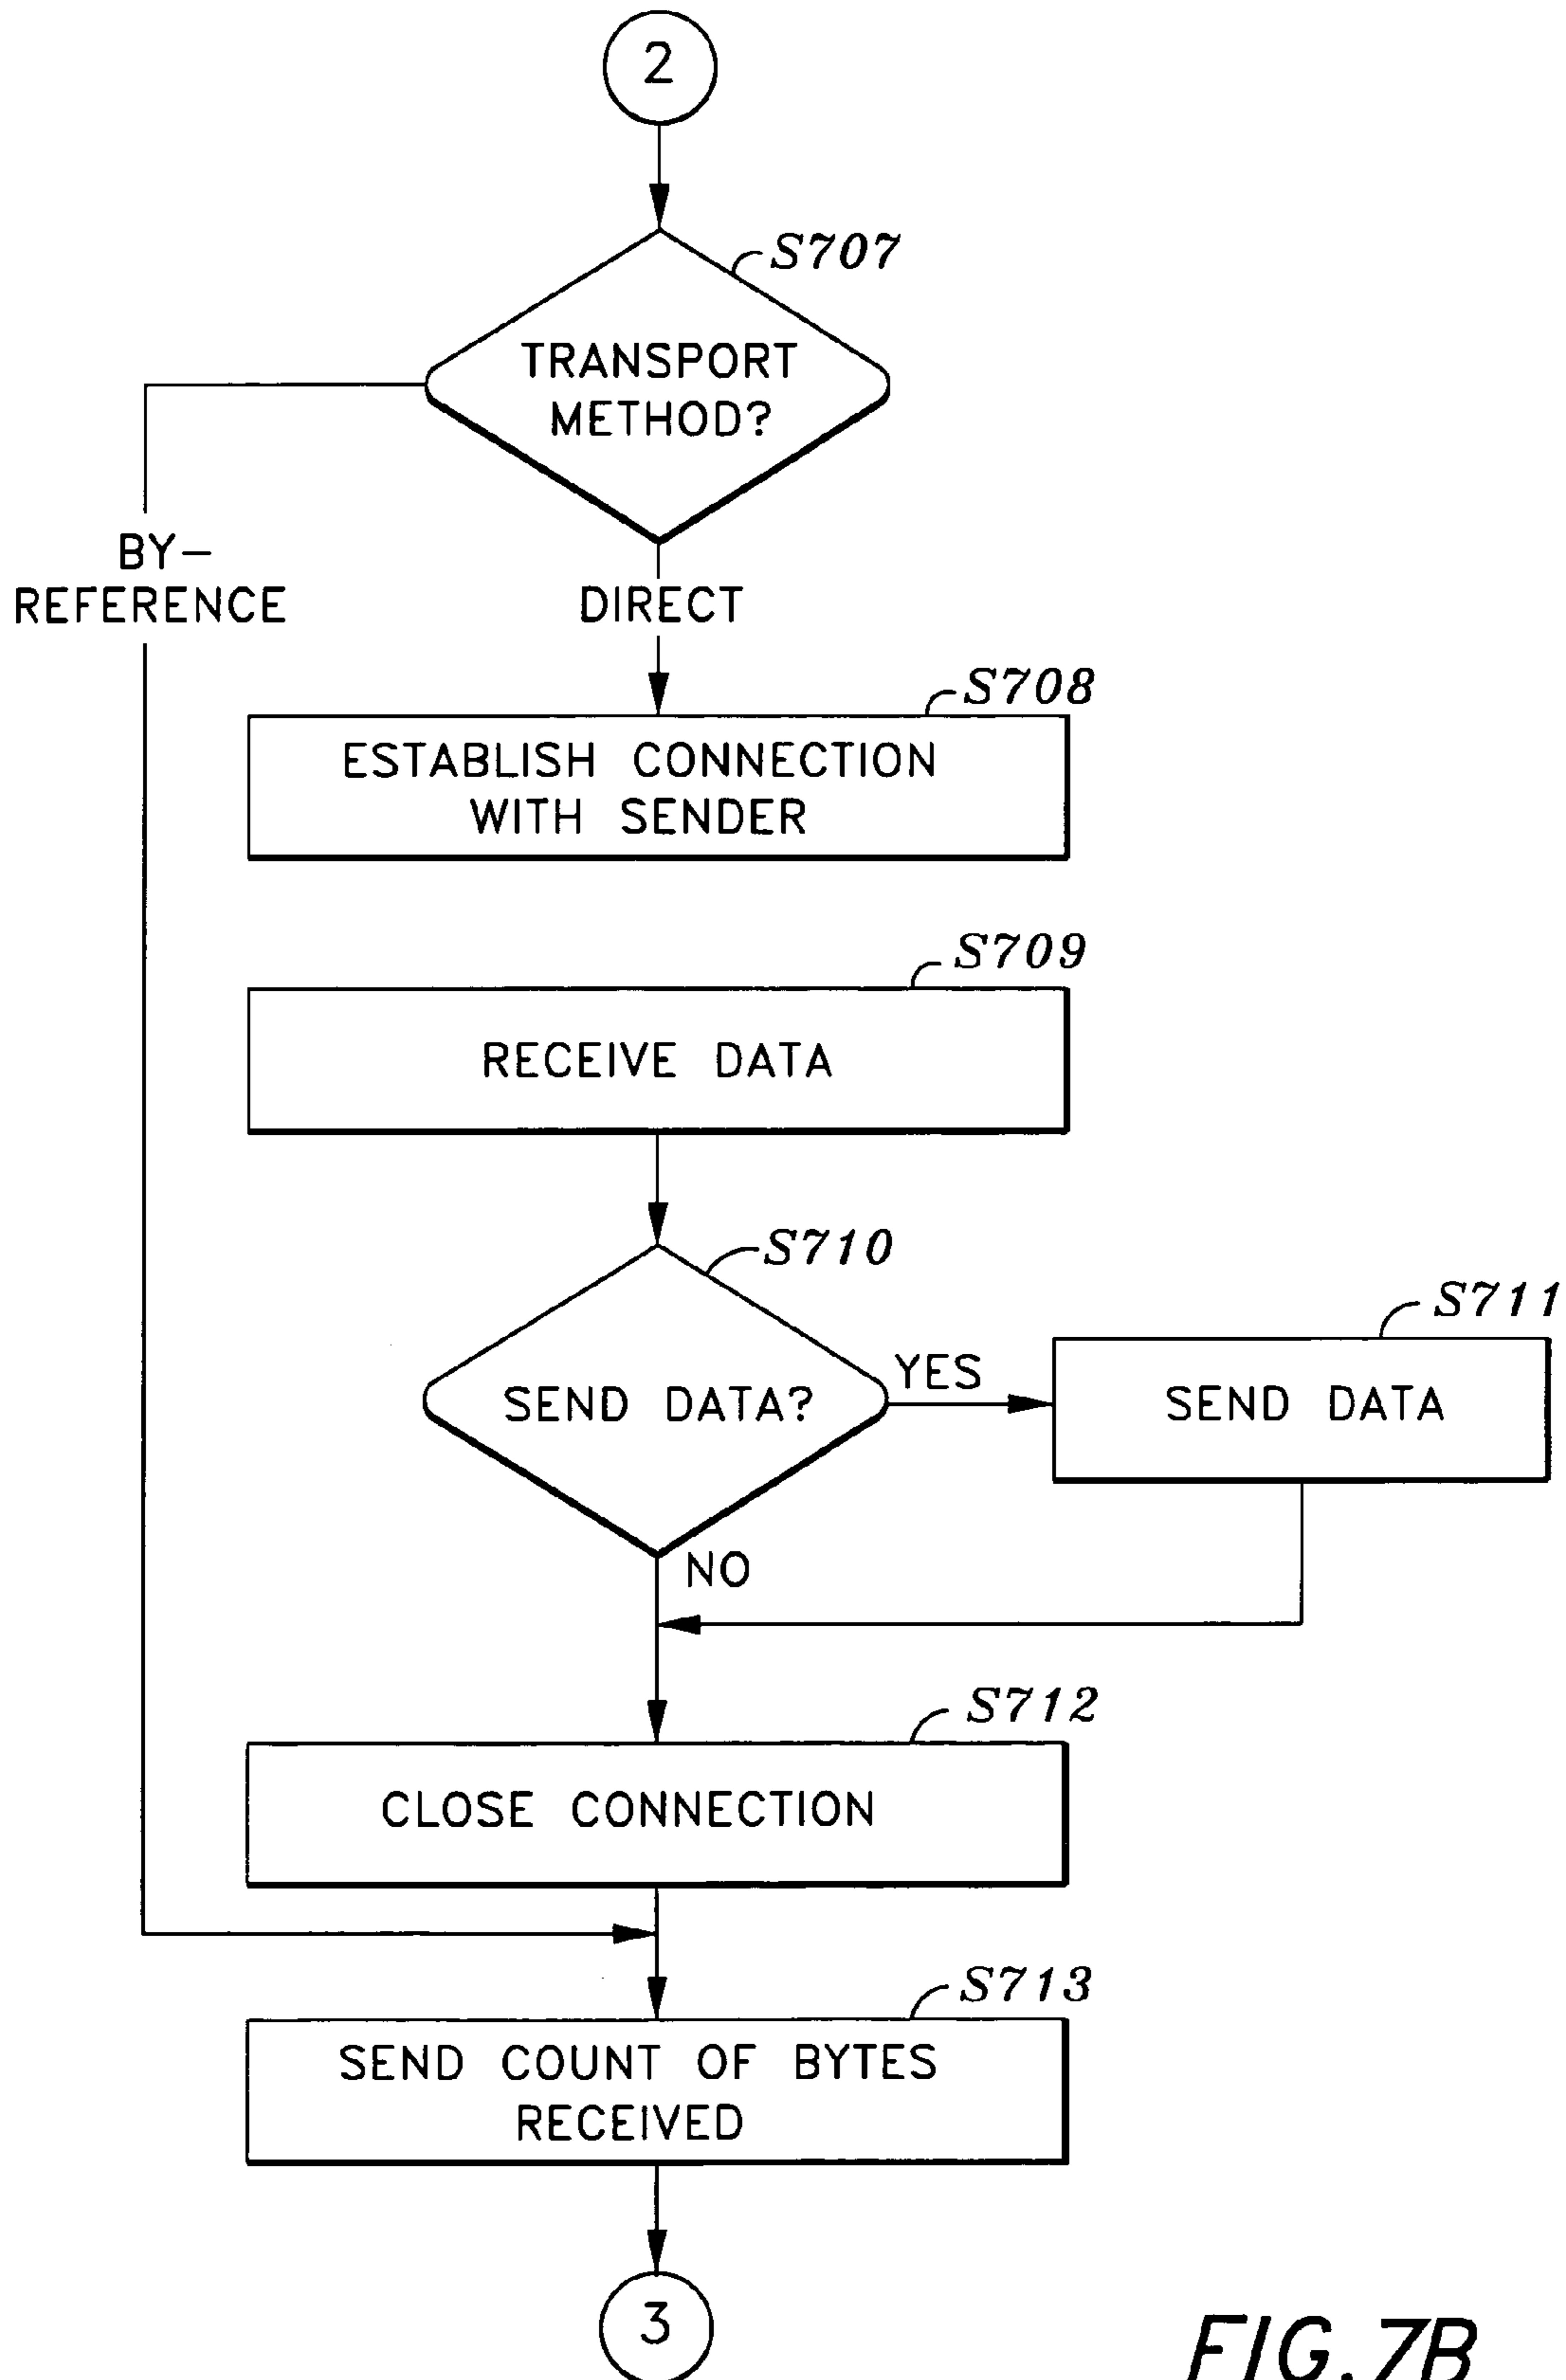 2
S707
TRANSPORT
METHOD?
BY-
REFERENCE
DIRECT
S708
ESTABLISH CONNECTION
WITH SENDER
S709
RECEIVE DATA
S710
SEND DATA?
YES
S711
SEND DATA
NO
S712
CLOSE CONNECTION
S713
SEND COUNT OF BYTES
RECEIVED
3
FIG.7B